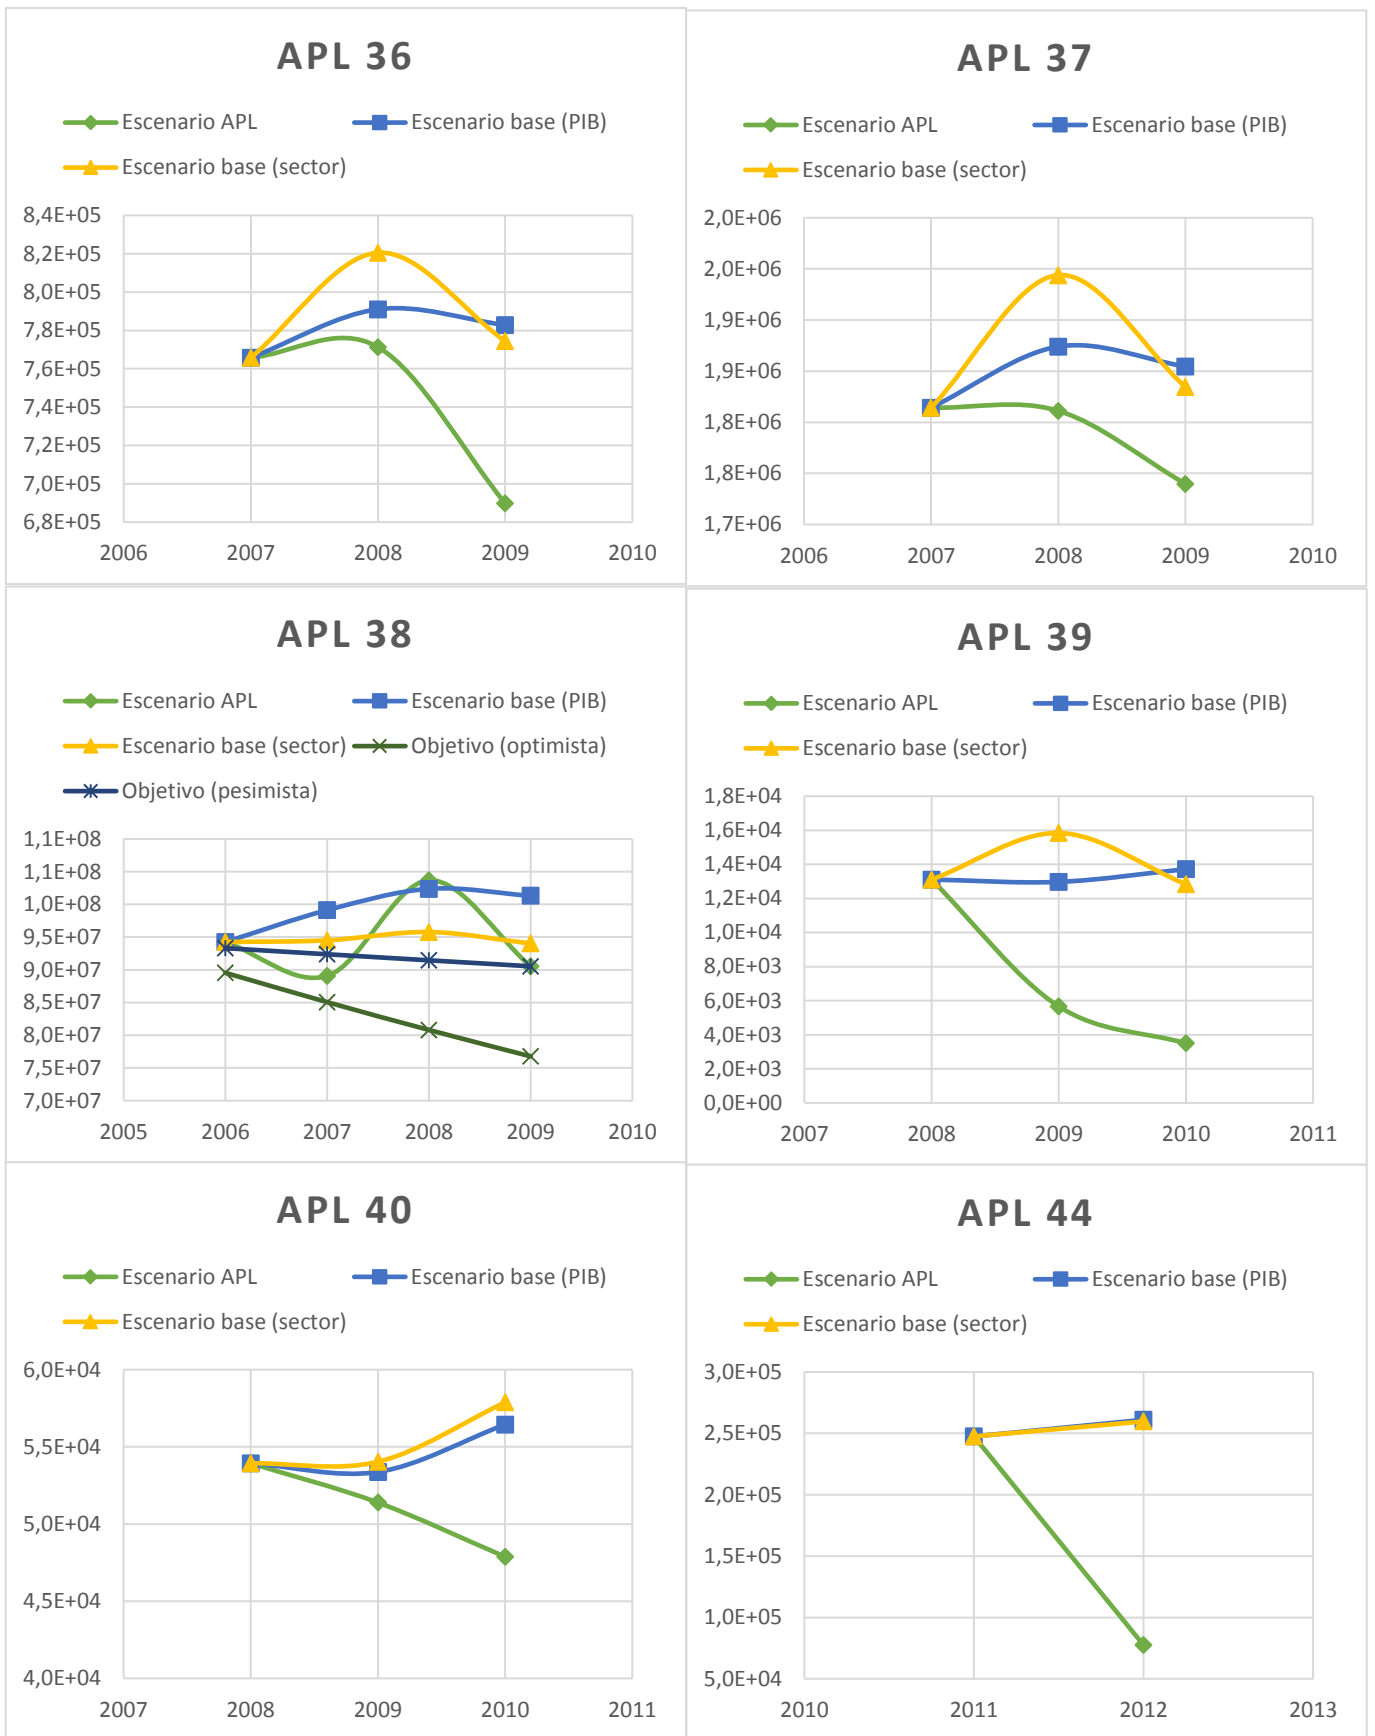 APL 36
Escenario APL
Escenario base (PIB)
Escenario base (sector)
8,4E+05
8,2E+05
8,0E+05
7,8E+05
7,6E+05
7,4E+05
7,2E+05
7,0E+05
6,8E+05
2006 2007 2008 2009 2010
APL 37
Escenario APL
Escenario base (PIB)
Escenario base (sector)
2,0E+06
2,0E+06
1,9E+06
1,9E+06
1,8E+06
1,8E+06
1,7E+06
2006 2007 2008 2009 2010
APL 38
Escenario APL
Escenario base (PIB)
Escenario base (sector)
Objetivo (optimista)
Objetivo (pesimista)
1,1E+08
1,1E+08
1,0E+08
9,5E+07
9,0E+07
8,5E+07
8,0E+07
7,5E+07
7,0E+07
2005 2006 2007 2008 2009 2010
APL 39
Escenario APL
Escenario base (PIB)
Escenario base (sector)
1,8E+04
1,6E+04
1,4E+04
1,2E+04
1,0E+04
8,0E+03
6,0E+03
4,0E+03
2,0E+03
0,0E+00
2007 2008 2009 2010 2011
APL 40
Escenario APL
Escenario base (PIB)
Escenario base (sector)
6,0E+04
5,5E+04
5,0E+04
4,5E+04
4,0E+04
2007 2008 2009 2010 2011
APL 44
Escenario APL
Escenario base (PIB)
Escenario base (sector)
3,0E+05
2,5E+05
2,0E+05
1,5E+05
1,0E+05
5,0E+04
2010 2011 2012 2013